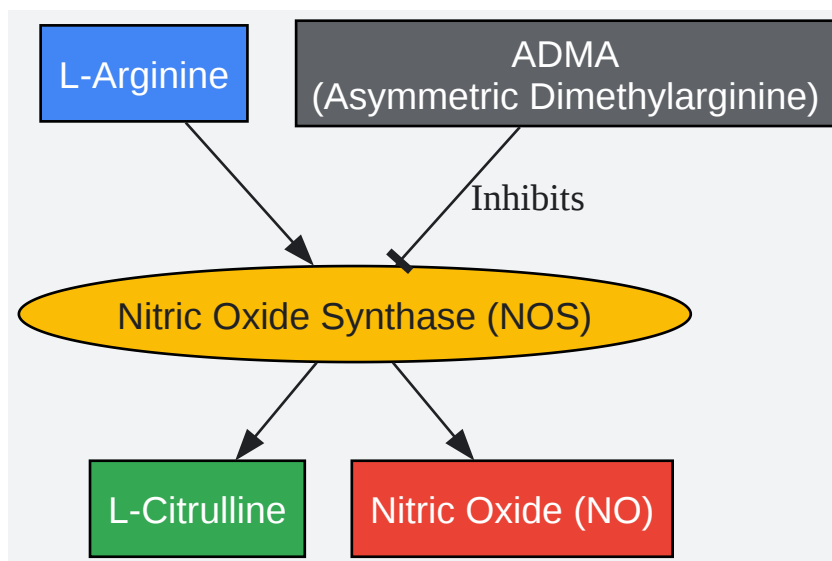 L-Arginine
ADMA
(Asymmetric Dimethylarginine)
Inhibits
Nitric Oxide Synthase (NOS)
L-Citrulline
Nitric Oxide (NO)